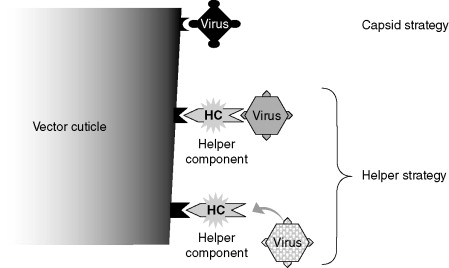 Virus
Capsid strategy
HC
Virus
Vector cuticle
Helper
component
Helper strategy
HC
Helper
component
Virus